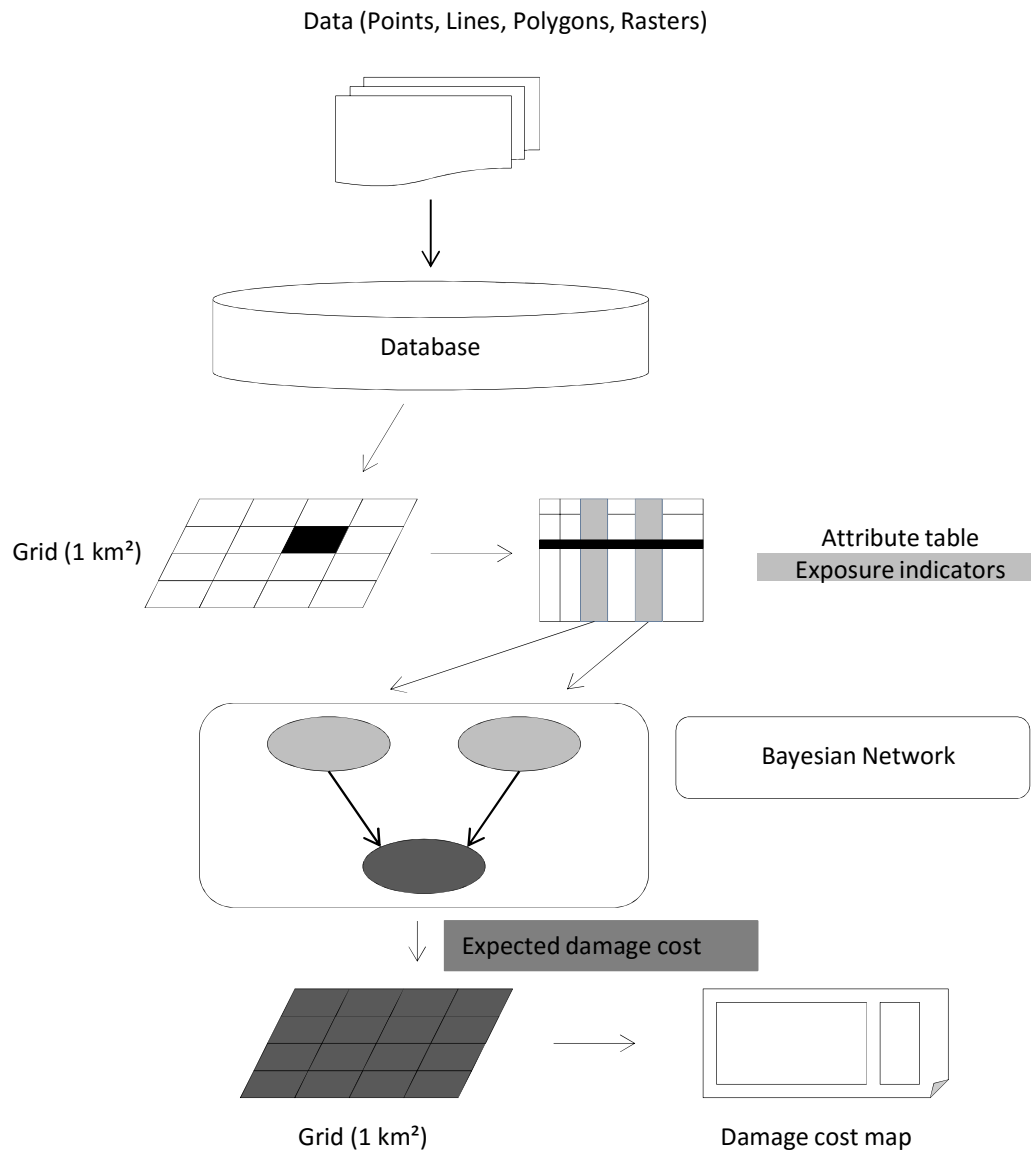 Data (Points, Lines, Polygons, Rasters)
Database
Grid (1 km²)
Attribute table
Exposure indicators
Bayesian Network
Expected damage cost
Grid (1 km²)
Damage cost map